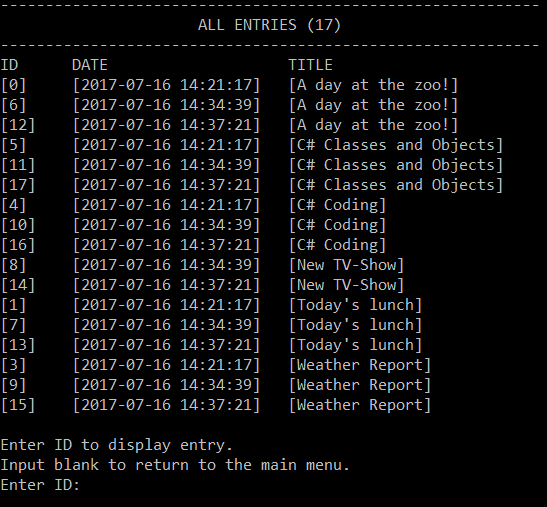 ------------------------------------------------------------
ALL ENTRIES (17)
------------------------------------------------------------
ID DATE TITLE
[0] [2017-07-16 14:21:17] [A day at the zoo!]
[6] [2017-07-16 14:34:39] [A day at the zoo!]
[12] [2017-07-16 14:37:21] [A day at the zoo!]
[5] [2017-07-16 14:21:17] [C# Classes and Objects]
[11] [2017-07-16 14:34:39] [C# Classes and Objects]
[17] [2017-07-16 14:37:21] [C# Classes and Objects]
[4] [2017-07-16 14:21:17] [C# Coding]
[10] [2017-07-16 14:34:39] [C# Coding]
[16] [2017-07-16 14:37:21] [C# Coding]
[8] [2017-07-16 14:34:39] [New TV-Show]
[14] [2017-07-16 14:37:21] [New TV-Show]
[1] [2017-07-16 14:21:17] [Today's lunch]
[7] [2017-07-16 14:34:39] [Today's lunch]
[13] [2017-07-16 14:37:21] [Today's lunch]
[3] [2017-07-16 14:21:17] [Weather Report]
[9] [2017-07-16 14:34:39] [Weather Report]
[15] [2017-07-16 14:37:21] [Weather Report]
Enter ID to display entry.
Input blank to return to the main menu.
Enter ID: